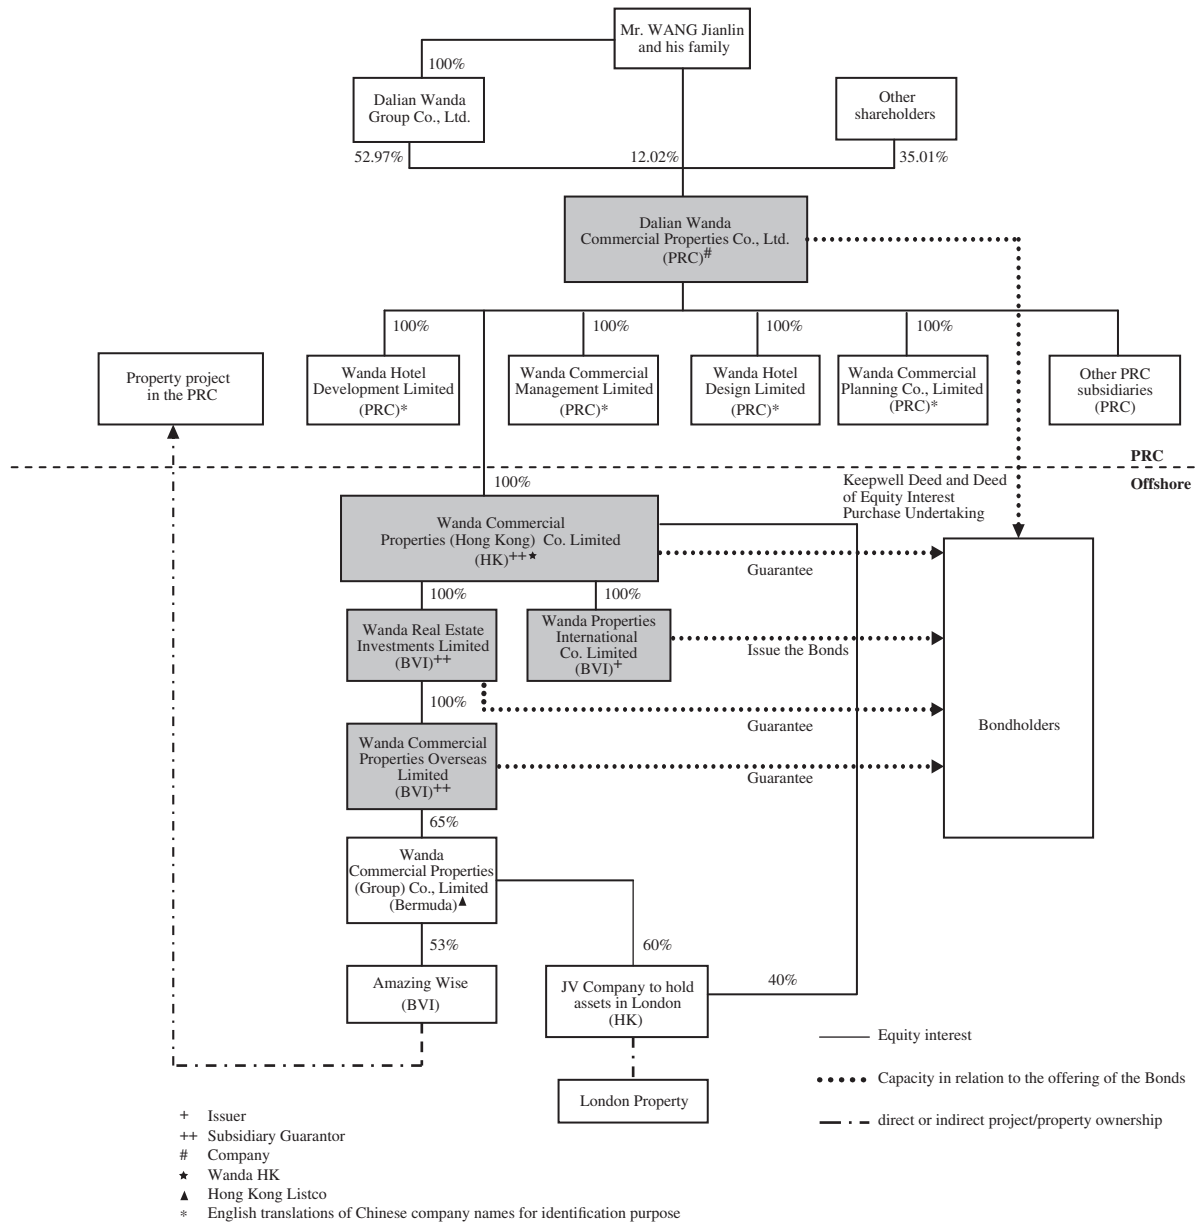 Mr. WANG Jianlin
and his family
100%
Dalian Wanda
Group Co., Ltd.
Other
shareholders
52.97%
12.02%
35.01%
Dalian Wanda
Commercial Properties Co., Ltd.
(PRC)#
100%
100%
100%
100%
Property project
in the PRC
Wanda Hotel
Development Limited
(PRC)*
Wanda Commercial
Management Limited
(PRC)*
Wanda Hotel
Design Limited
(PRC)*
Wanda Commercial
Planning Co., Limited
(PRC)*
Other PRC
subsidiaries
(PRC)
PRC
Offshore
100%
Keepwell Deed and Deed
of Equity Interest
Purchase Undertaking
Wanda Commercial
Properties (Hong Kong) Co. Limited
(HK)++★
Guarantee
100%
100%
Wanda Real Estate
Investments Limited
(BVI)++
Wanda Properties
International
Co. Limited
(BVI)+
Issue the Bonds
100%
Guarantee
Bondholders
Wanda Commercial
Properties Overseas
Limited
(BVI)++
Guarantee
65%
Wanda
Commercial Properties
(Group) Co., Limited
(Bermuda)▲
53%
60%
40%
Amazing Wise
(BVI)
JV Company to hold
assets in London
(HK)
London Property
Equity interest
Capacity in relation to the offering of the Bonds
direct or indirect project/property ownership
+ Issuer
++ Subsidiary Guarantor
# Company
★ Wanda HK
▲ Hong Kong Listco
* English translations of Chinese company names for identification purpose